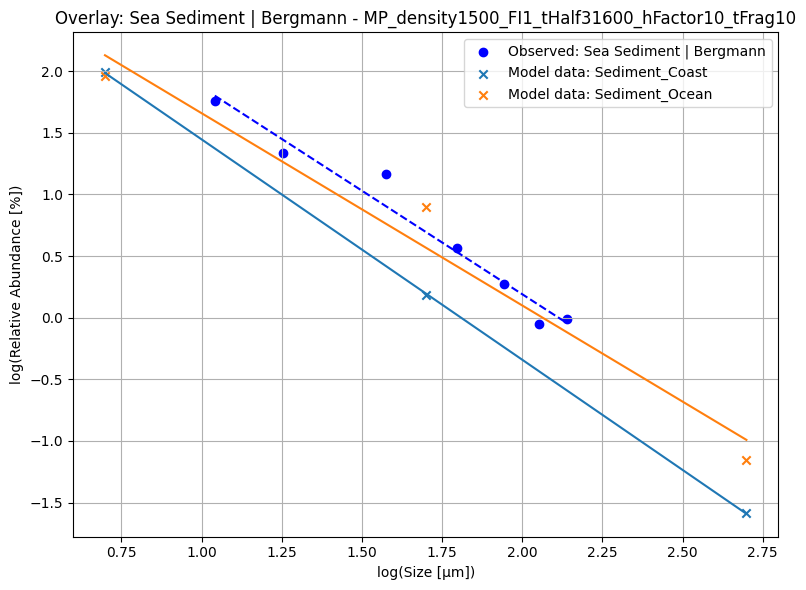 Overlay: Sea Sediment | Bergmann - MP_density1500_FI1_tHalf31600_hFactor10_tFrag10
Observed: Sea Sediment | Bergmann
Model data: Sediment_Coast
Model data: Sediment_Ocean
log(Relative Abundance [%])
2.0
1.5
1.0
0.5
0.0
−0.5
−1.0
−1.5
0.75
1.00
1.25
1.50
1.75
2.00
2.25
2.50
2.75
log(Size [μm])